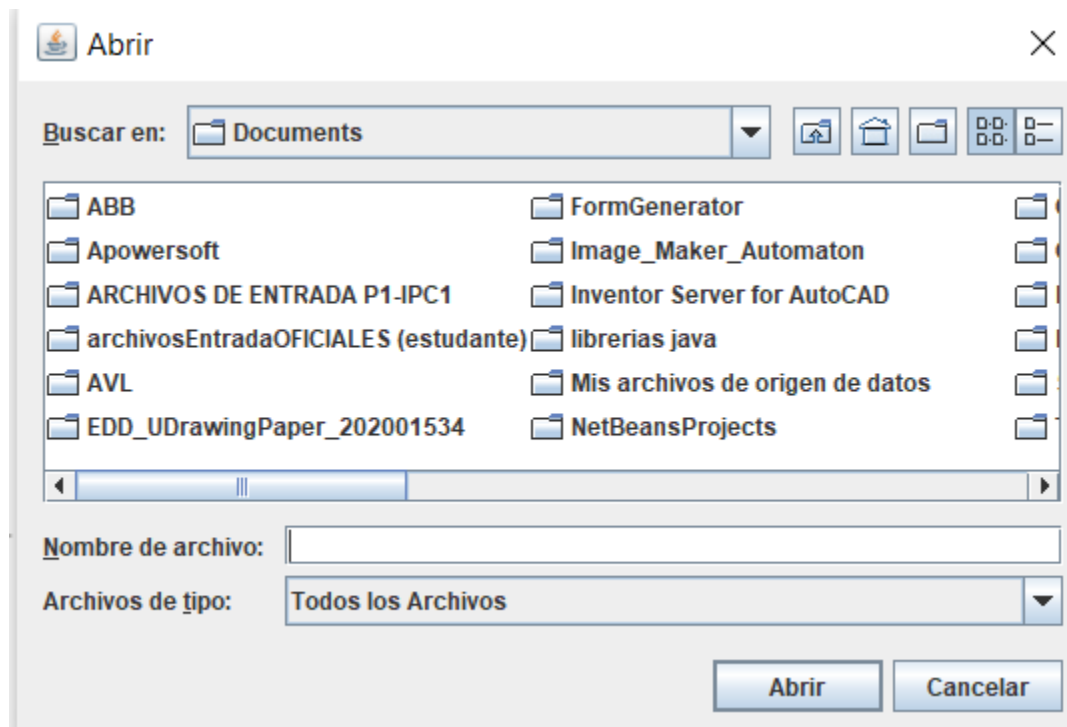 Abrir
Buscar en: Documents
ABB
Apowersoft
ARCHIVOS DE ENTRADA P1-IPC1
archivosEntradaOFICIALES (estudante)
AVL
EDD_UDrawingPaper_202001534
FormGenerator
Image_Maker_Automaton
Inventor Server for AutoCAD
librerias java
Mis archivos de origen de datos
NetBeansProjects
Nombre de archivo:
Archivos de tipo: Todos los Archivos
Abrir Cancelar